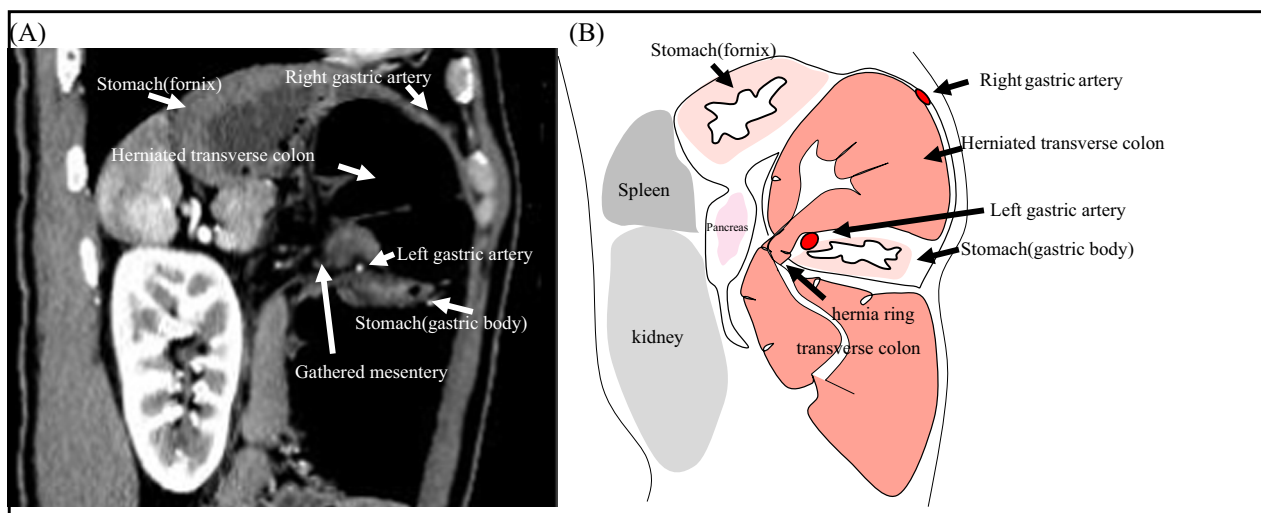 (A)
Stomach(fornix)
Right gastric artery
Herniated transverse colon
Left gastric artery
Stomach(gastric body)
Gathered mesentery
(B)
Stomach(fornix)
Right gastric artery
Herniated transverse colon
Spleen
Left gastric artery
Pancreas
Stomach(gastric body)
hernia ring
kidney
transverse colon